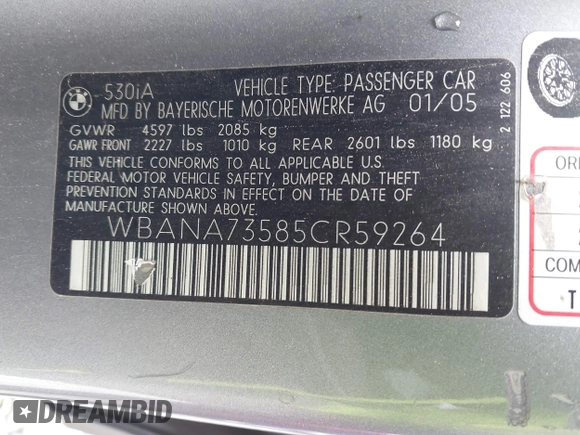 BMW
530iA VEHICLE TYPE: PASSENGER CAR
MFD BY BAYERISCHE MOTORENWERKE AG 01/05
GVWR 4597 lbs 2085 kg
GAWR FRONT 2227 lbs 1010 kg REAR 2601 lbs 1180 kg
THIS VEHICLE CONFORMS TO ALL APPLICABLE U.S.
FEDERAL MOTOR VEHICLE SAFETY, BUMPER AND THEFT
PREVENTION STANDARDS IN EFFECT ON THE DATE OF
MANUFACTURE SHOWN ABOVE.
WBANA73585CR59264
2 122 606
ORI
COM
T
DREAMBID